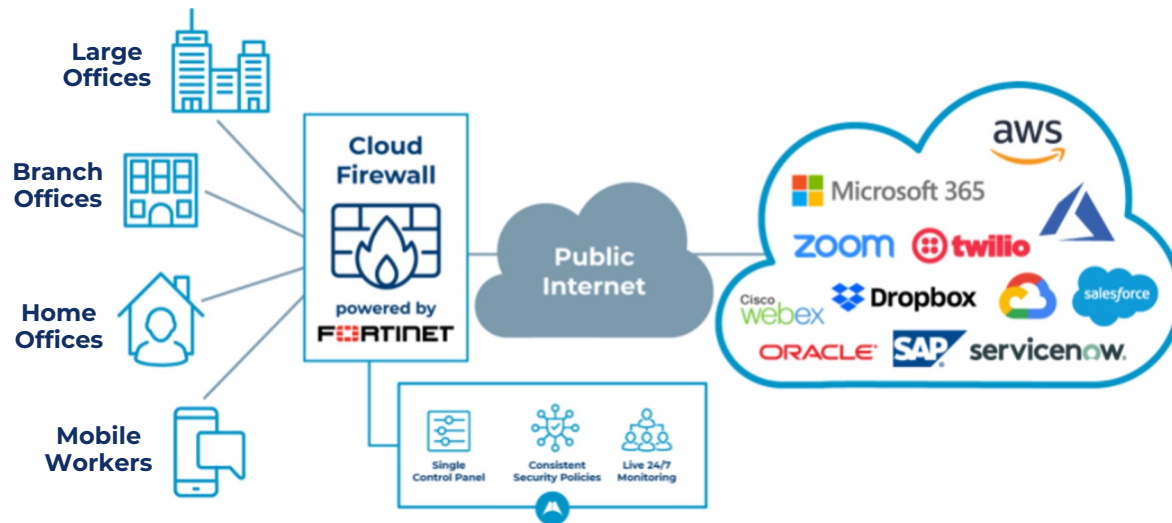 Large
Offices
Branch
Offices
Home
Offices
Mobile
Workers
Cloud
Firewall
powered by
FORTINET
Single
Control Panel
Consistent
Security Policies
Live 24/7
Monitoring
Public
Internet
aws
Microsoft 365
zoom
twilio
Cisco
webex
Dropbox
salesforce
ORACLE
SAP
servicenow.